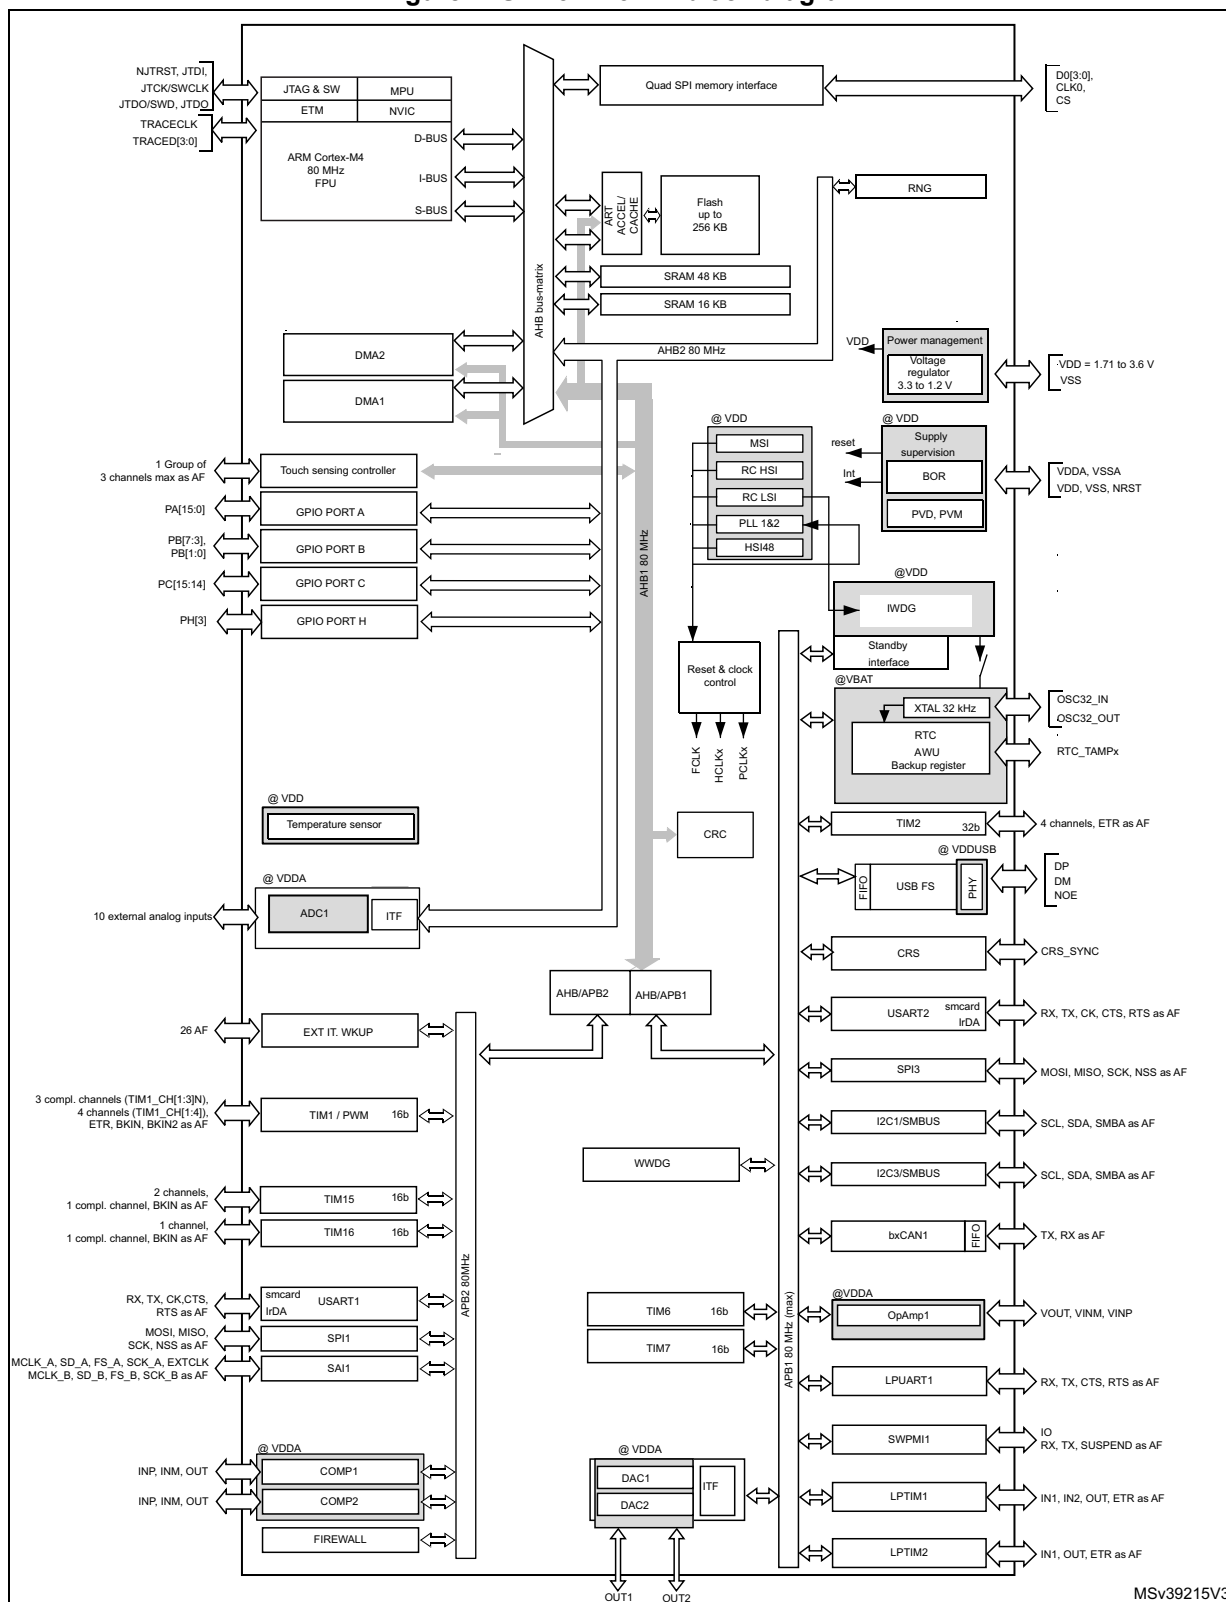 NJTRST, JTDI,
JTCK/SWCLK
JTDO/SWD, JTDO
TRACECLK
TRACED[3:0]
JTAG & SW
MPU
ETM
NVIC
ARM Cortex-M4
80 MHz
FPU
D-BUS
I-BUS
S-BUS
AHB bus-matrix
Quad SPI memory interface
D0[3:0],
CLK0,
CS
ART
ACCEL/
CACHE
Flash
up to
256 KB
RNG
SRAM 48 KB
SRAM 16 KB
AHB2 80 MHz
DMA2
DMA1
VDD
Power management
Voltage
regulator
3.3 to 1.2 V
VDD = 1.71 to 3.6 V
VSS
@ VDD
MSI
RC HSI
RC LSI
PLL 1&2
HSI48
@ VDD
reset
Int
Supply
supervision
BOR
PVD, PVM
VDDA, VSSA
VDD, VSS, NRST
1 Group of
3 channels max as AF
Touch sensing controller
PA[15:0]
GPIO PORT A
PB[7:3],
PB[1:0]
GPIO PORT B
PC[15:14]
GPIO PORT C
PH[3]
GPIO PORT H
AHB1 80 MHz
@VDD
IWDG
Standby
interface
Reset & clock
control
FCLK
HCLKx
PCLKx
@VBAT
XTAL 32 kHz
RTC
AWU
Backup register
OSC32_IN
OSC32_OUT
RTC_TAMPx
@ VDD
Temperature sensor
CRC
TIM2
32b
4 channels, ETR as AF
@ VDDUSB
FIFO
USB FS
PHY
DP
DM
NOE
@ VDDA
10 external analog inputs
ADC1
ITF
CRS
CRS_SYNC
AHB/APB2
AHB/APB1
26 AF
EXT IT. WKUP
USART2
smcard
IrDA
RX, TX, CK, CTS, RTS as AF
SPI3
MOSI, MISO, SCK, NSS as AF
3 compl. channels (TIM1_CH[1:3]N),
4 channels (TIM1_CH[1:4]),
ETR, BKIN, BKIN2 as AF
TIM1 / PWM
16b
I2C1/SMBUS
SCL, SDA, SMBA as AF
WWDG
I2C3/SMBUS
SCL, SDA, SMBA as AF
2 channels,
1 compl. channel, BKIN as AF
TIM15
16b
1 channel,
1 compl. channel, BKIN as AF
TIM16
16b
bxCAN1
FIFO
TX, RX as AF
APB2 80MHz
APB1 80 MHz (max)
RX, TX, CK,CTS,
RTS as AF
smcard
IrDA
USART1
MOSI, MISO,
SCK, NSS as AF
SPI1
MCLK_A, SD_A, FS_A, SCK_A, EXTCLK
MCLK_B, SD_B, FS_B, SCK_B as AF
SAI1
TIM6
16b
TIM7
16b
@VDDA
OpAmp1
VOUT, VINM, VINP
LPUART1
RX, TX, CTS, RTS as AF
SWPMI1
IO
RX, TX, SUSPEND as AF
@ VDDA
INP, INM, OUT
COMP1
INP, INM, OUT
COMP2
FIREWALL
@ VDDA
DAC1
DAC2
ITF
OUT1
OUT2
LPTIM1
IN1, IN2, OUT, ETR as AF
LPTIM2
IN1, OUT, ETR as AF
MSv39215V3